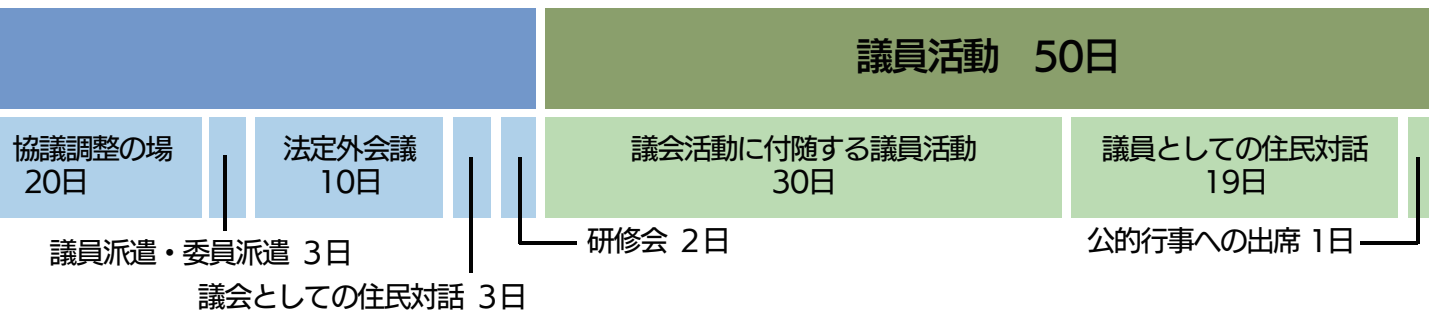 議員活動　50日
協議調整の場
20日
法定外会議
10日
議会活動に付随する議員活動
30日
議員としての住民対話
19日
議員派遣・委員派遣 3日
研修会 2日
公的行事への出席 1日
議会としての住民対話 3日